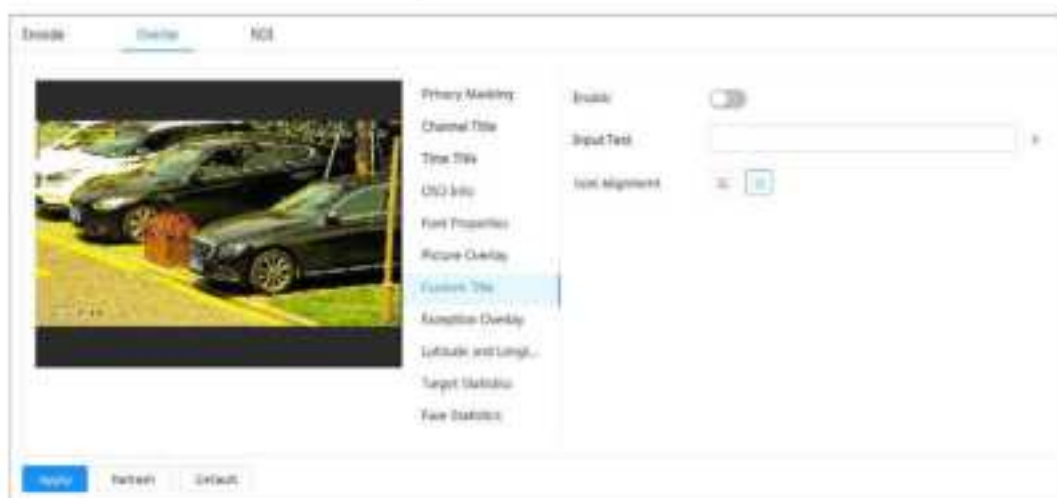 Encode
Overlay
ROI
Privacy Masking
Channel Title
Time Title
OSD Info
Font Properties
Picture Overlay
Custom Title
Exception Overlay
Latitude and Longi...
Target Statistics
Face Statistics
Enable
Input Text
Text Alignment
Apply
Refresh
Default